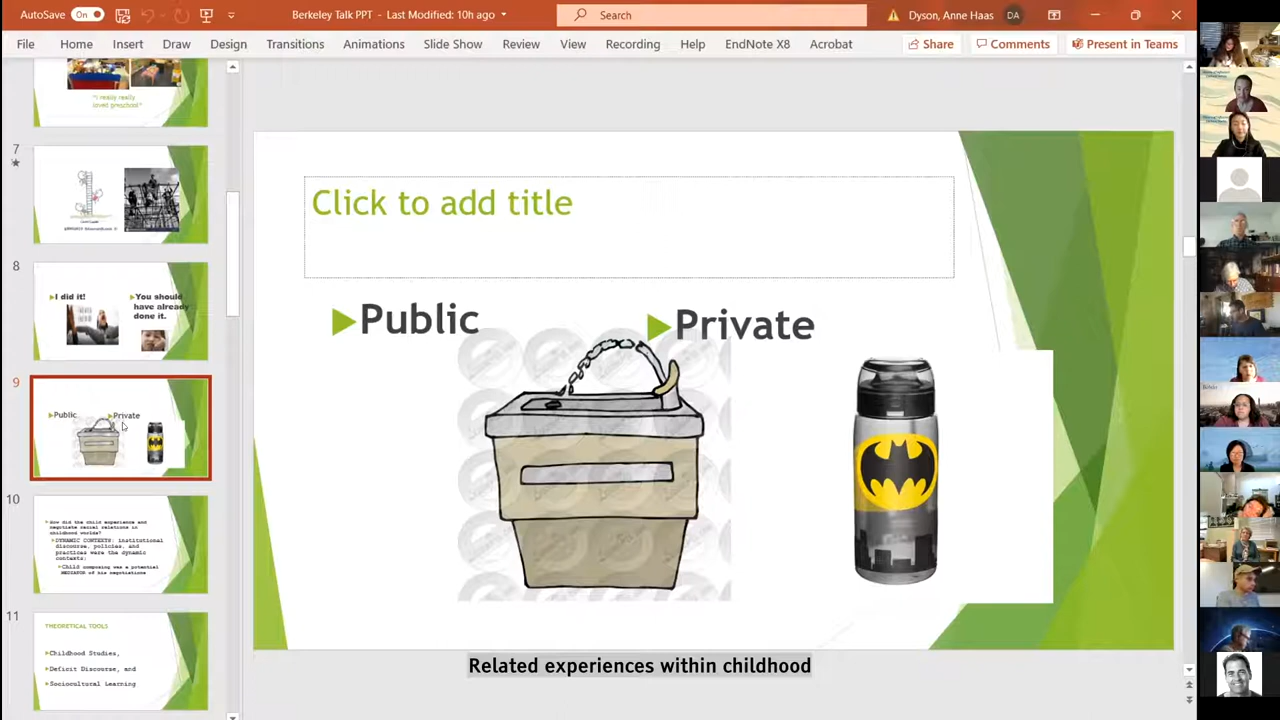 AutoSave
On
Berkeley Talk PPT - Last Modified: 10h ago
Search
Dyson, Anne Haas
DA
File
Home
Insert
Draw
Design
Slide Show
Transitions
Animations
Review
View
Recording
Help
EndNote X8
Acrobat
Share
Comments
Present in Teams
"I really really
loved preschool"
7
8
I did it!
You should
have already
done it.
9
Public
Private
10
How did the child experience and
negotiate racial relations in
childhood worlds?
DYNAMIC CONTEXTS: institutional
discourse, policies, and
practices were the dynamic
contexts;
Child composing was a potential
MEDIATOR of his negotiations
11
THEORETICAL TOOLS
Childhood Studies,
Deficit Discourse, and
Sociocultural Learning
Click to add title
Public
Private
Related experiences within childhood